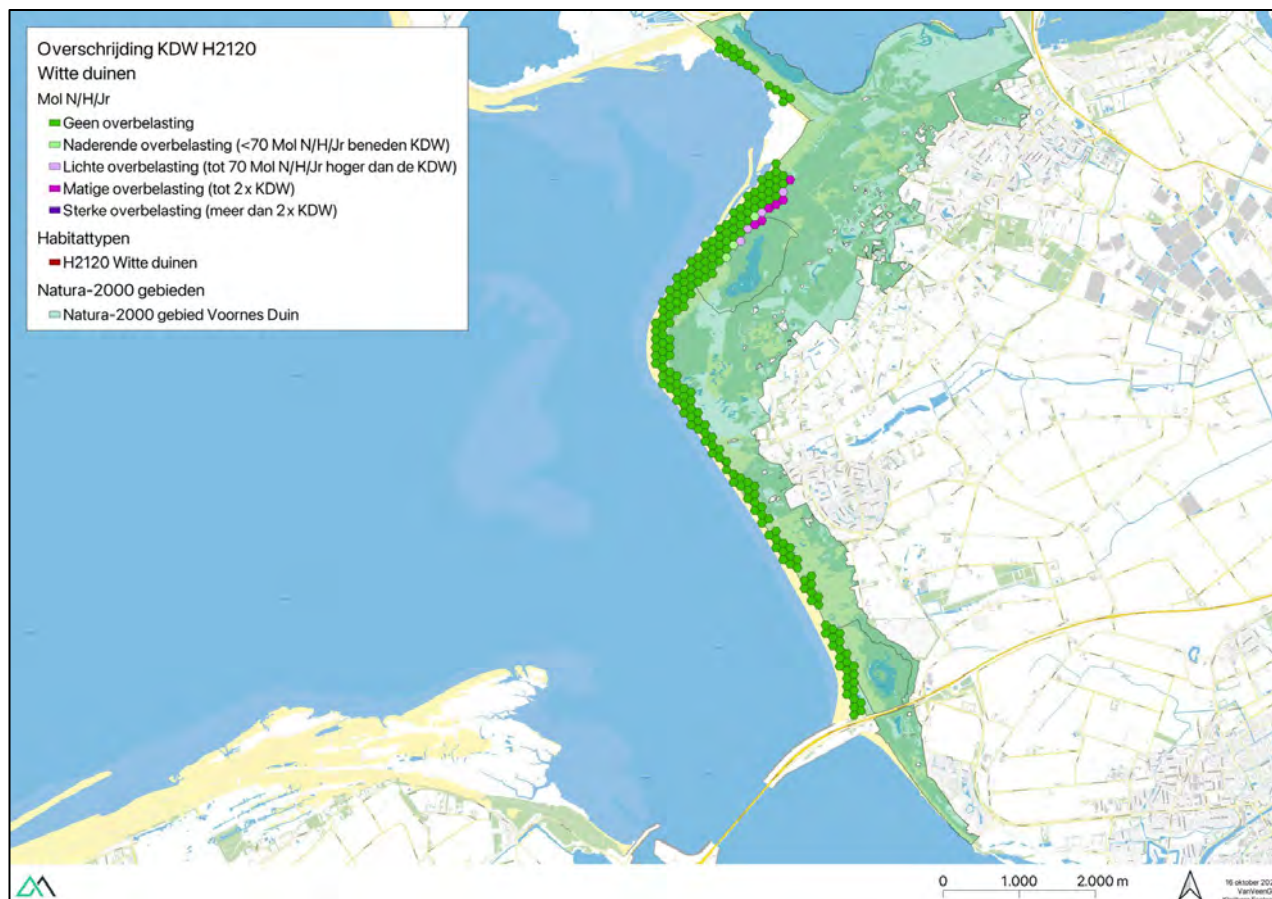 Overschrijding KDW H2120
Witte duinen
Mol N/H/Jr
Geen overbelasting
Naderende overbelasting (<70 Mol N/H/Jr beneden KDW)
Lichte overbelasting (tot 70 Mol N/H/Jr hoger dan de KDW)
Matige overbelasting (tot 2 x KDW)
Sterke overbelasting (meer dan 2 x KDW)
Habitattypen
H2120 Witte duinen
Natura-2000 gebieden
Natura-2000 gebied Voornes Duin
0 1.000 2.000 m
16 oktober 202
VanVeenG